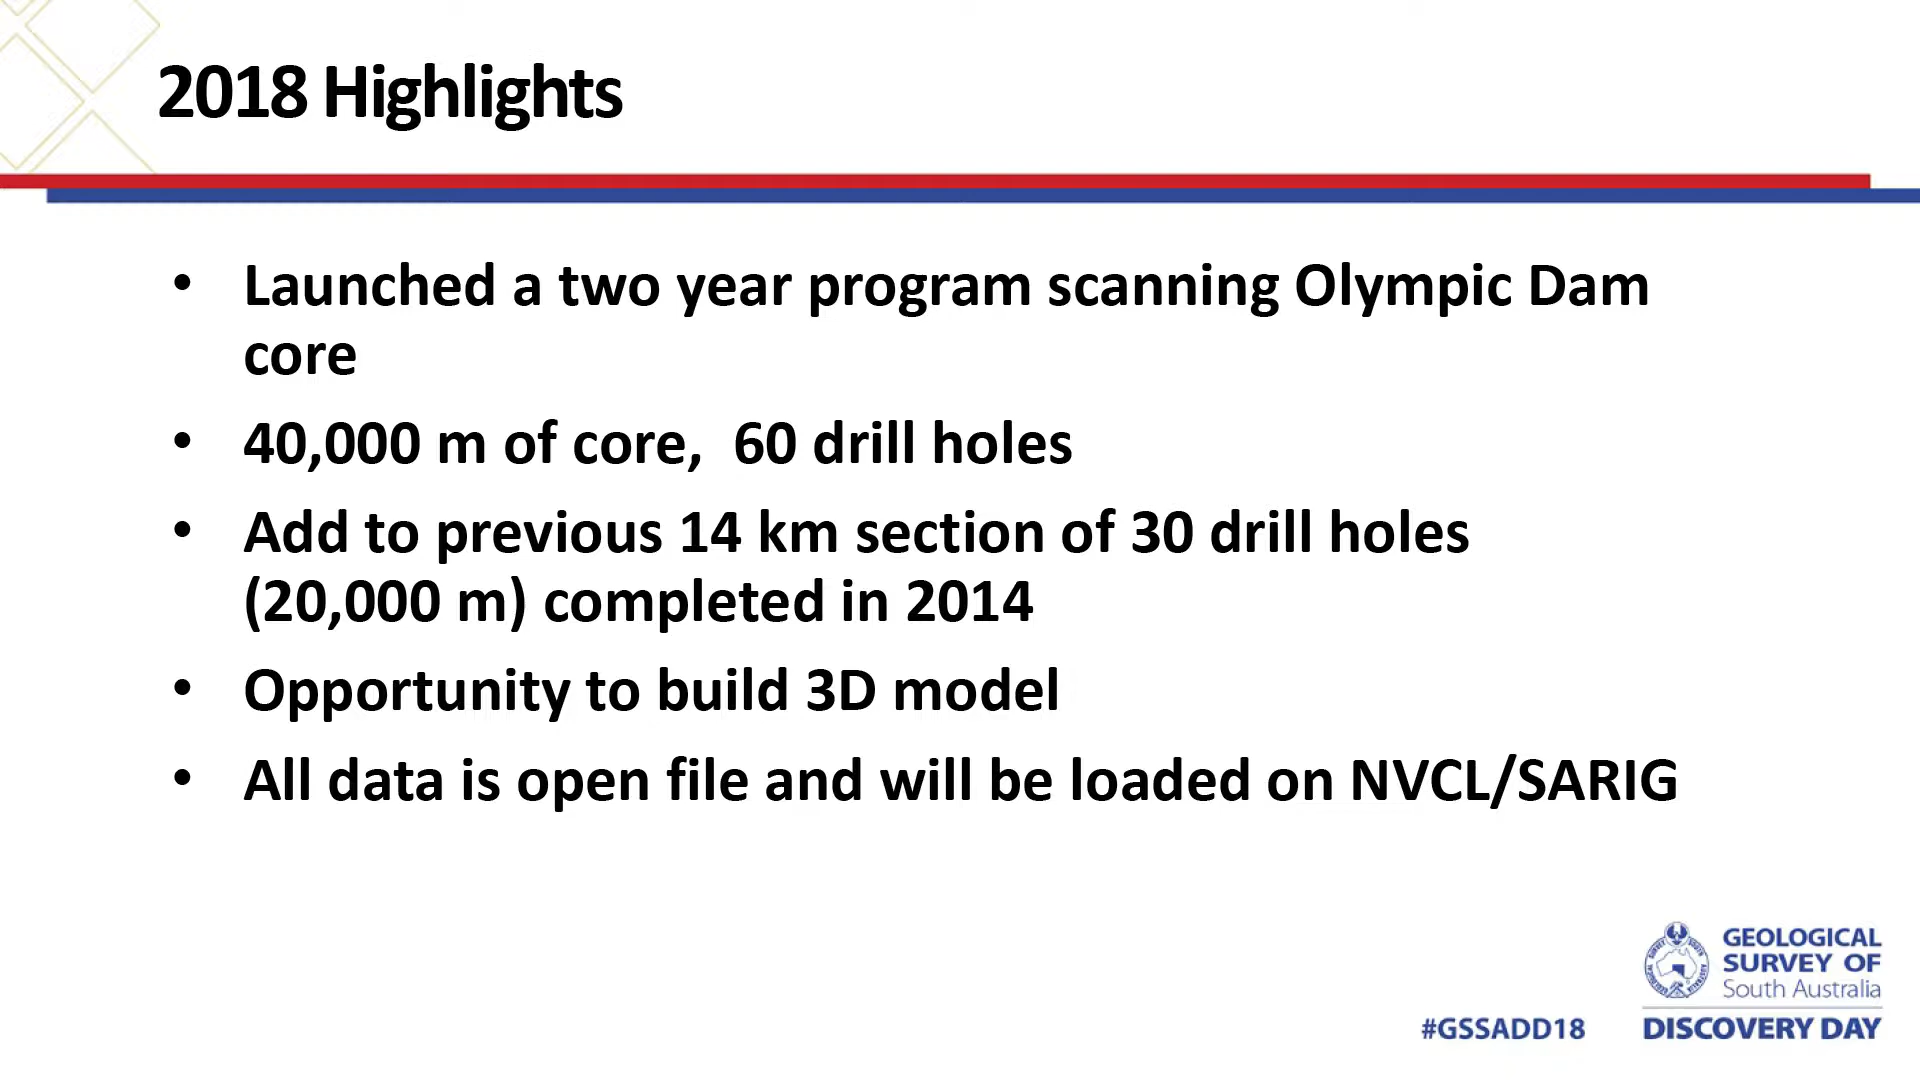 2018 Highlights
• Launched a two year program scanning Olympic Dam
core
• 40,000 m of core,  60 drill holes
• Add to previous 14 km section of 30 drill holes
(20,000 m) completed in 2014
• Opportunity to build 3D model
• All data is open file and will be loaded on NVCL/SARIG
GEOLOGICAL
SURVEY OF
South Australia
#GSSADD18
DISCOVERY DAY